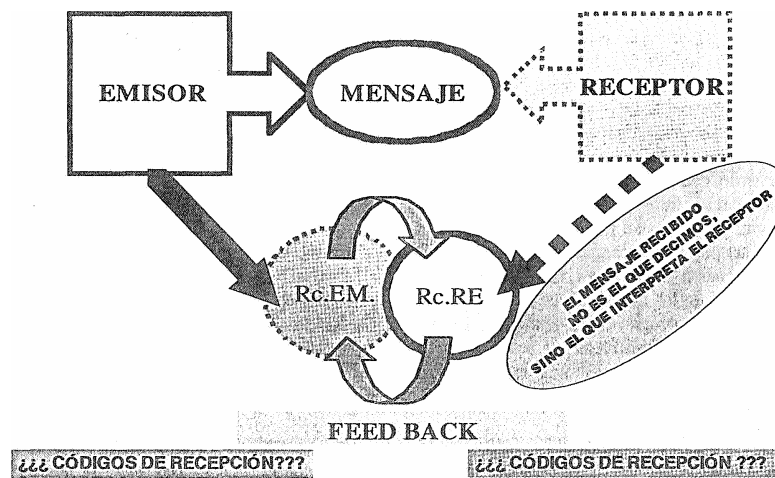 EMISOR
MENSAJE
RECEPTOR
EL MENSAJE RECIBIDO
NO ES EL QUE DECIMOS,
SINO EL QUE INTERPRETA EL RECEPTOR
Rc.EM.
Rc.RE
FEED BACK
¿¿¿ CÓDIGOS DE RECEPCIÓN???
¿¿¿ CÓDIGOS DE RECEPCIÓN ???